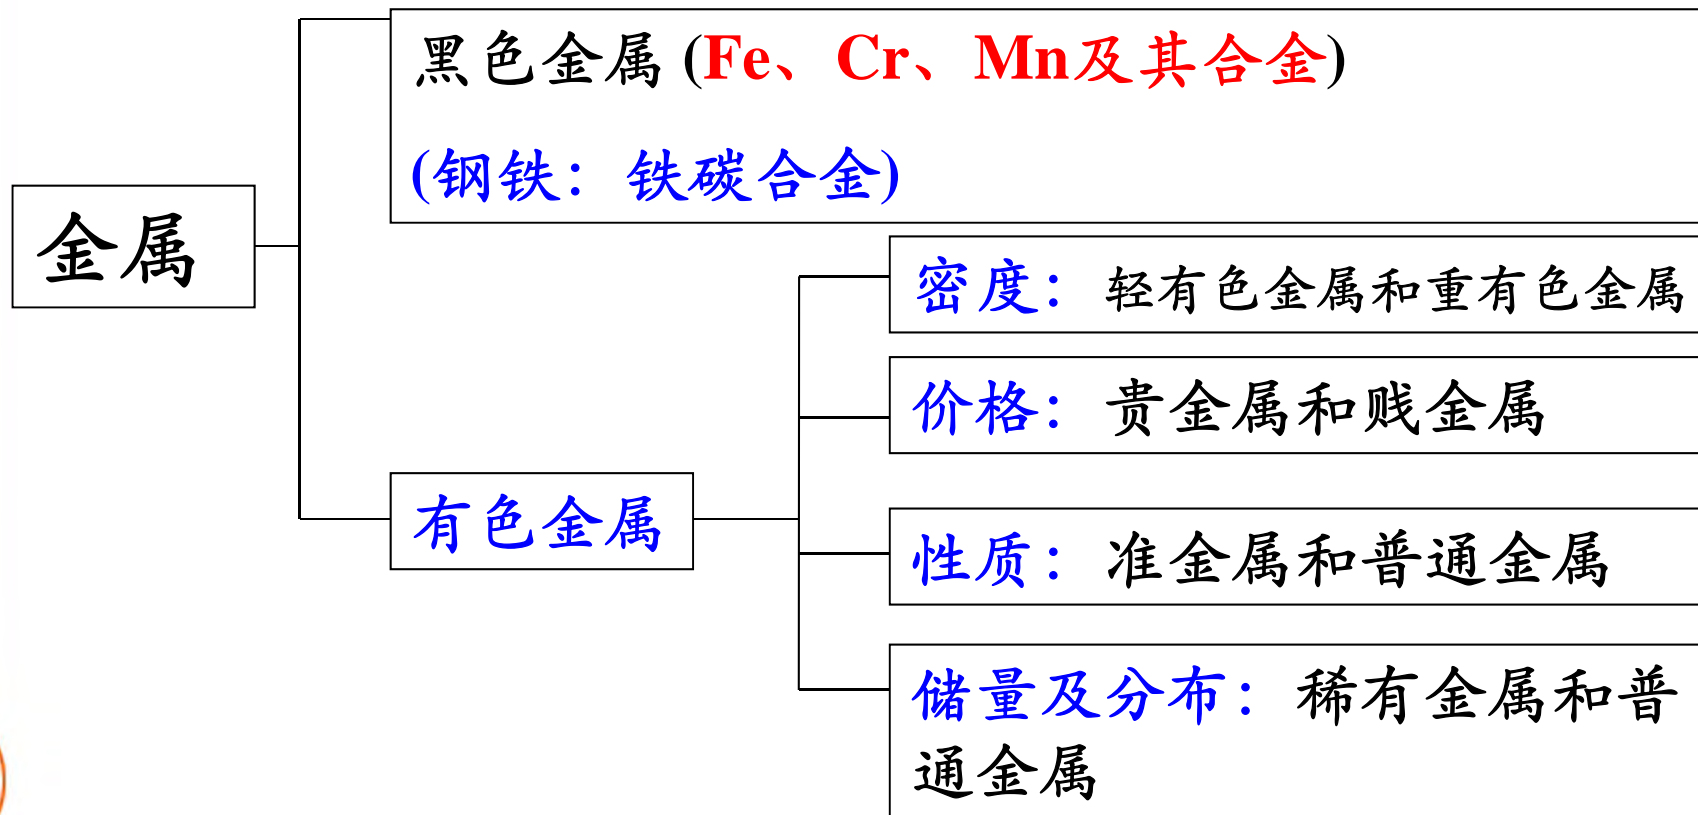 黑色金属 (Fe、Cr、Mn及其合金)
(钢铁：铁碳合金)
金属
密度：轻有色金属和重有色金属
价格：贵金属和贱金属
有色金属
性质：准金属和普通金属
储量及分布：稀有金属和普
通金属